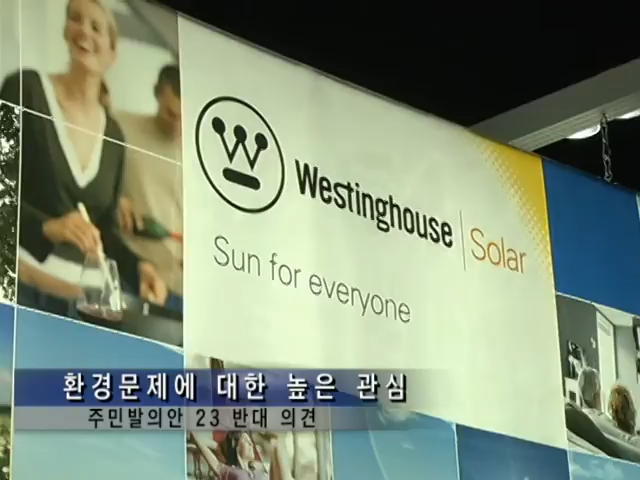 Westinghouse Solar
Sun for everyone
환경문제에 대한 높은 관심
주민발의안 23 반대 의견